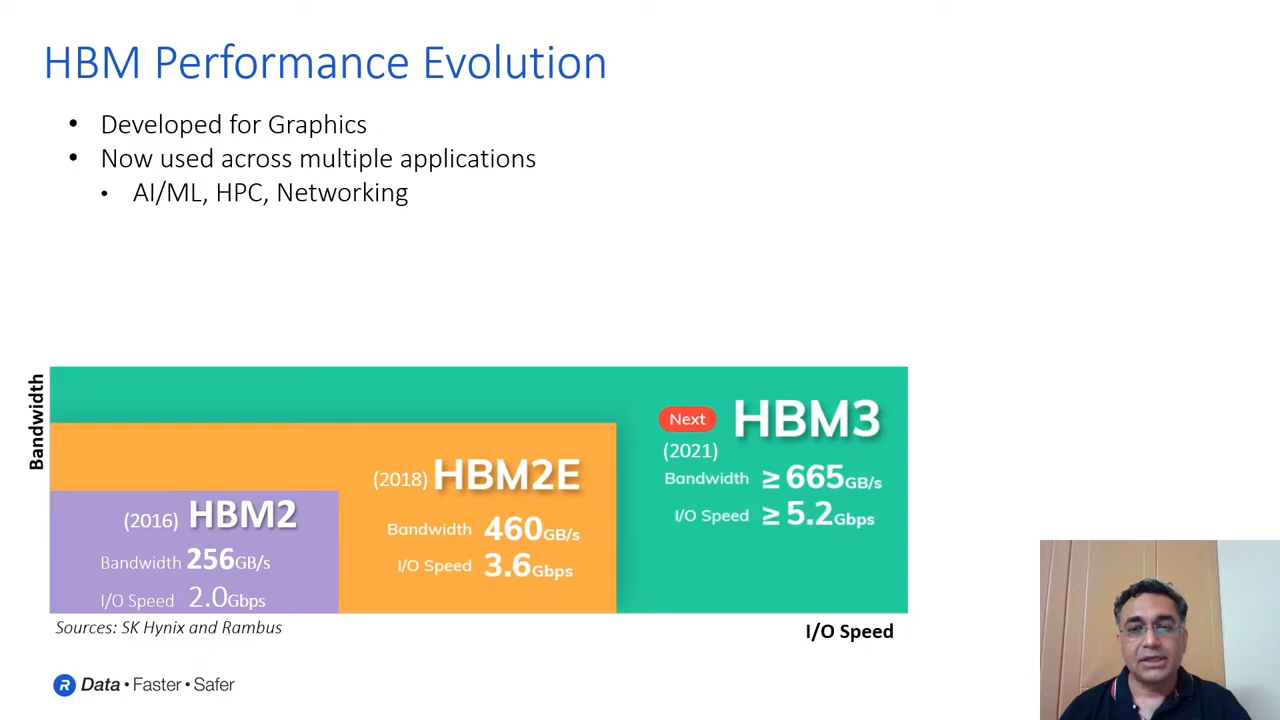 HBM Performance Evolution
• Developed for Graphics
• Now used across multiple applications
• AI/ML, HPC, Networking
Bandwidth
Next HBM3
(2021)
Bandwidth ≥ 665GB/s
I/O Speed ≥ 5.2Gbps
(2018) HBM2E
Bandwidth 460GB/s
I/O Speed 3.6Gbps
(2016) HBM2
Bandwidth 256GB/s
I/O Speed 2.0Gbps
Sources: SK Hynix and Rambus
I/O Speed
R Data • Faster • Safer